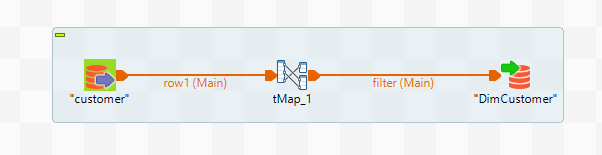 row1 (Main)
filter (Main)
"customer"
tMap_1
"DimCustomer"